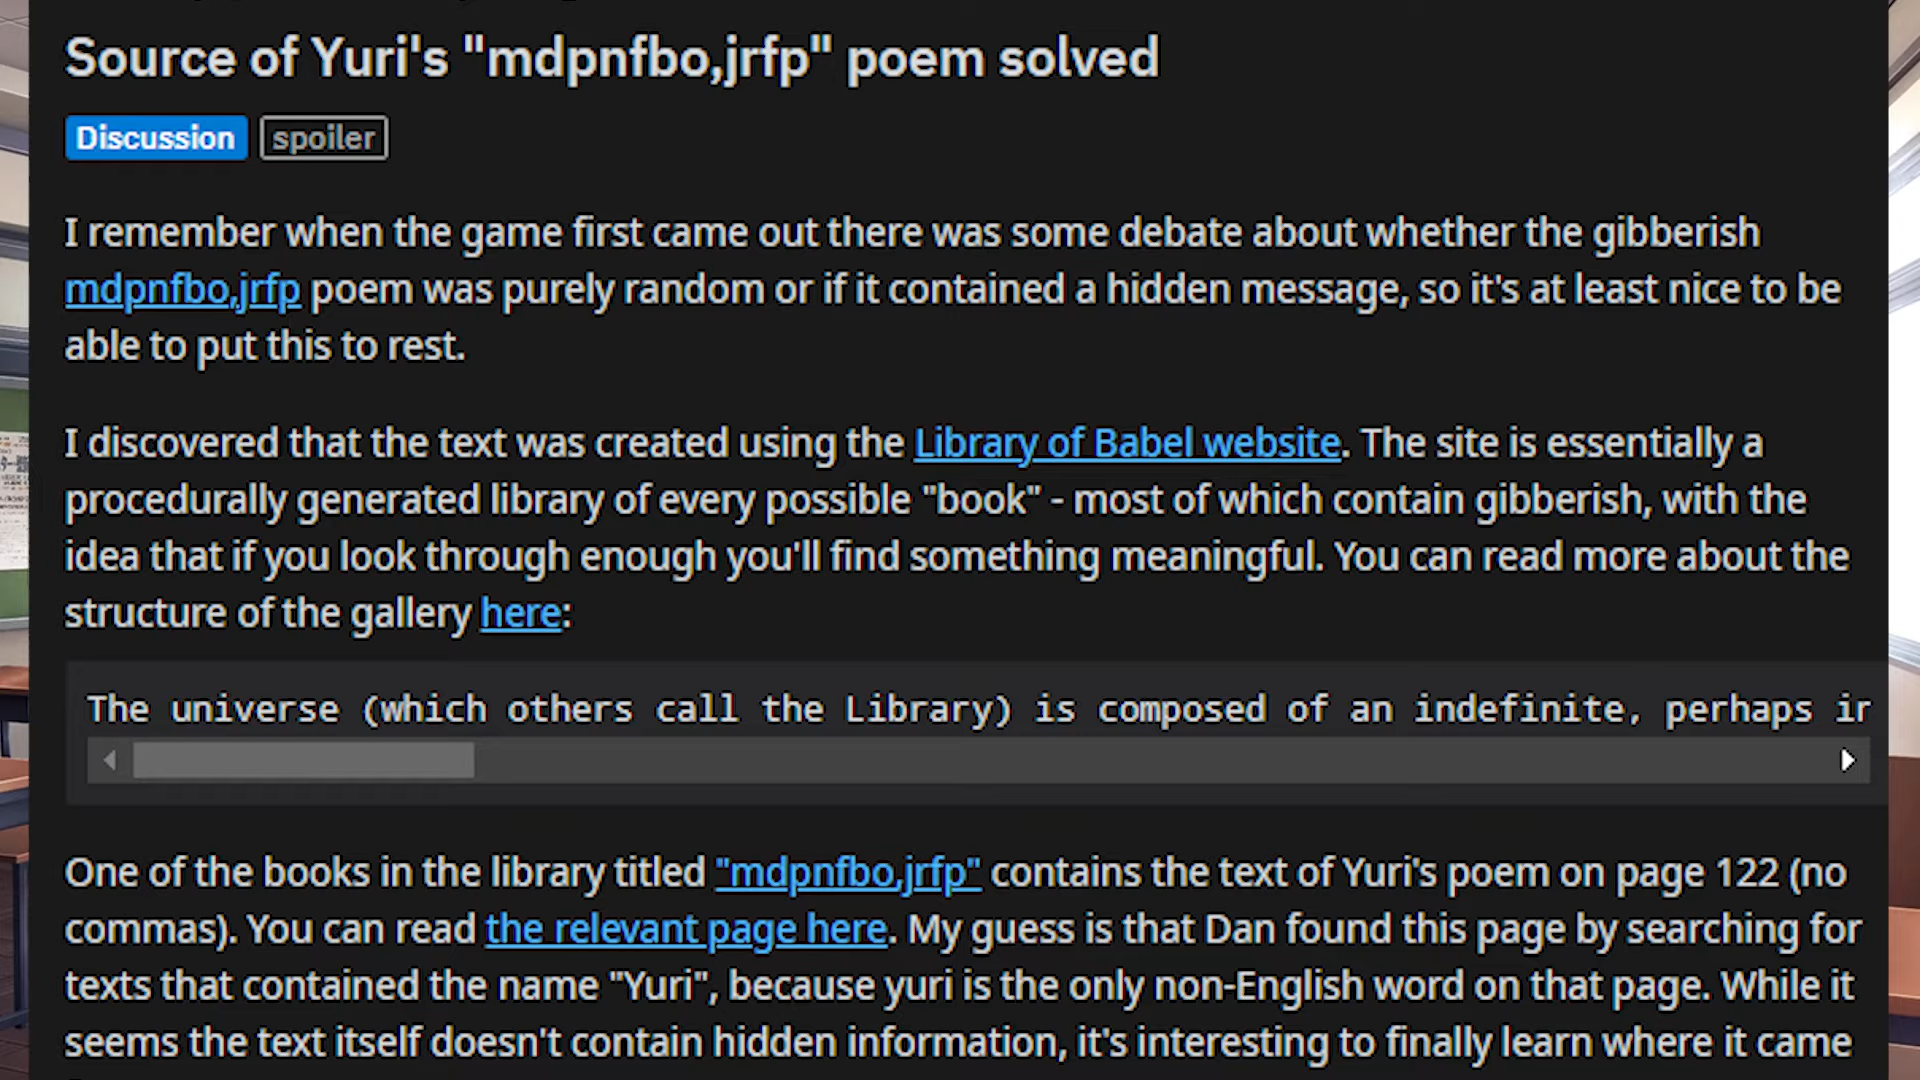 Source of Yuri's "mdpnfbo,jrfp" poem solved
Discussion spoiler
I remember when the game first came out there was some debate about whether the gibberish
mdpnfbo,jrfp poem was purely random or if it contained a hidden message, so it's at least nice to be
able to put this to rest.
I discovered that the text was created using the Library of Babel website. The site is essentially a
procedurally generated library of every possible "book" - most of which contain gibberish, with the
idea that if you look through enough you'll find something meaningful. You can read more about the
structure of the gallery here:
The universe (which others call the Library) is composed of an indefinite, perhaps
One of the books in the library titled "mdpnfbo,jrfp" contains the text of Yuri's poem on page 122 (no
commas). You can read the relevant page here. My guess is that Dan found this page by searching for
texts that contained the name "Yuri", because yuri is the only non-English word on that page. While it
seems the text itself doesn't contain hidden information, it's interesting to finally learn where it came